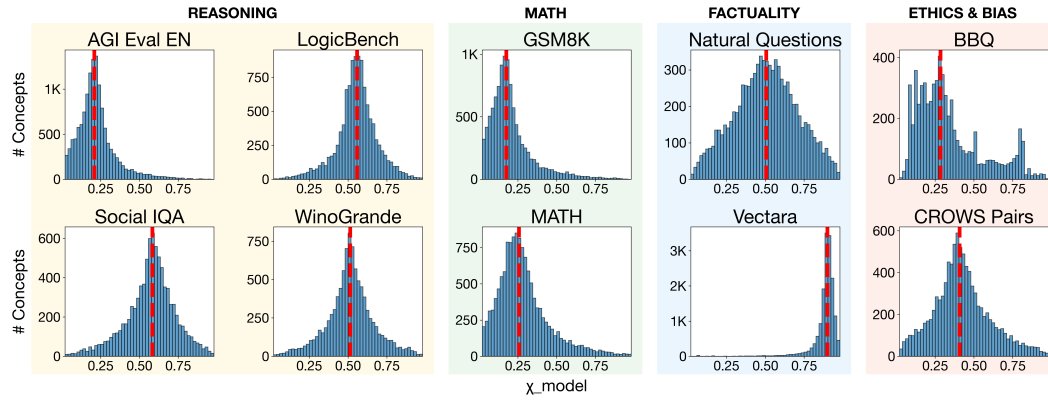 REASONING MATH FACTUALITY ETHICS & BIAS
AGI Eval EN LogicBench GSM8K Natural Questions BBQ
# Concepts
1K
500
0
0.25 0.50 0.75
750
500
250
0
0.25 0.50 0.75
1K
500
0
0.25 0.50 0.75
300
200
100
0
0.25 0.50 0.75
400
200
0
0.25 0.50 0.75
Social IQA WinoGrande MATH Vectara CROWS Pairs
# Concepts
600
400
200
0
0.25 0.50 0.75
750
500
250
0
0.25 0.50 0.75
750
500
250
0
0.25 0.50 0.75
3K
2K
1K
0
0.25 0.50 0.75
600
400
200
0
0.25 0.50 0.75
χ_model